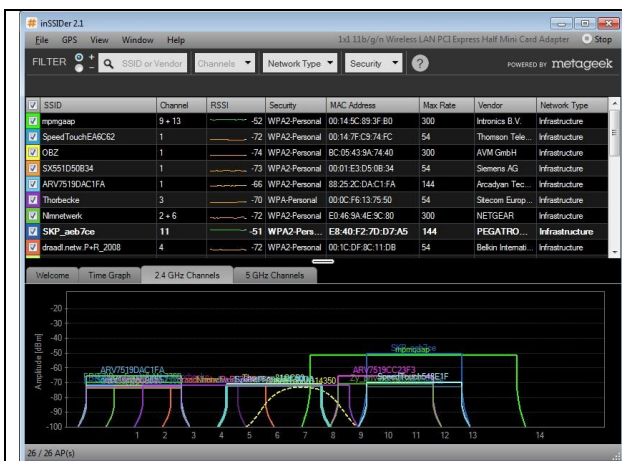 inSSIDer 2.1
File GPS View Window Help 1x1 11b/g/n Wireless LAN PCI Express Half Mini Card Adapter Stop
FILTER + - SSID or Vendor Channels Network Type Security ? POWERED BY metageek
SSID Channel RSSI Security MAC Address Max Rate Vendor Network Type
mpmgaap 9 + 13 -52 WPA2-Personal 00:14:5C:89:3F:B0 300 Intronics B.V. Infrastructure
SpeedTouchEA6C62 1 -72 WPA2-Personal 00:14:7F:C9:74:FC 54 Thomson Tele... Infrastructure
OBZ 1 -74 WPA2-Personal BC:05:43:9A:74:40 300 AVM GmbH Infrastructure
SX551D50B34 1 -73 WPA2-Personal 00:01:E3:D5:0B:34 54 Siemens AG Infrastructure
ARV7519DAC1FA 1 -66 WPA2-Personal 88:25:2C:DA:C1:FA 144 Arcadyan Tec... Infrastructure
Thorbecke 3 -70 WPA-Personal 00:0C:F6:13:75:50 54 Sitecom Europ... Infrastructure
Nlmnetwerk 2 + 6 -72 WPA2-Personal E0:46:9A:4E:9C:80 300 NETGEAR Infrastructure
SKP_aeb7ce 11 -51 WPA2-Pers... E8:40:F2:7D:D7:A5 144 PEGATRO... Infrastructure
draadl.netw.P+R_2008 4 -72 WPA2-Personal 00:1C:DF:8C:11:DB 54 Belkin Internati... Infrastructure
Welcome Time Graph 2.4 GHz Channels 5 GHz Channels
Amplitude [dBm]
-20
-30
-40
SKP_aeb7ce
mpmgaap
-50
-60
ARV7519DAC1FA ARV7519CC23F3
SpeedTouch548E1F
-70
-80
-90
-100
1 2 3 4 5 6 7 8 9 10 11 12 13 14
26 / 26 AP(s)